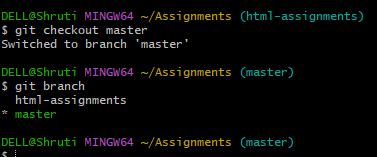 DELL@Shruti MINGW64 ~/Assignments (html-assignments)
$ git checkout master
Switched to branch 'master'
DELL@Shruti MINGW64 ~/Assignments (master)
$ git branch
  html-assignments
* master
DELL@Shruti MINGW64 ~/Assignments (master)
$